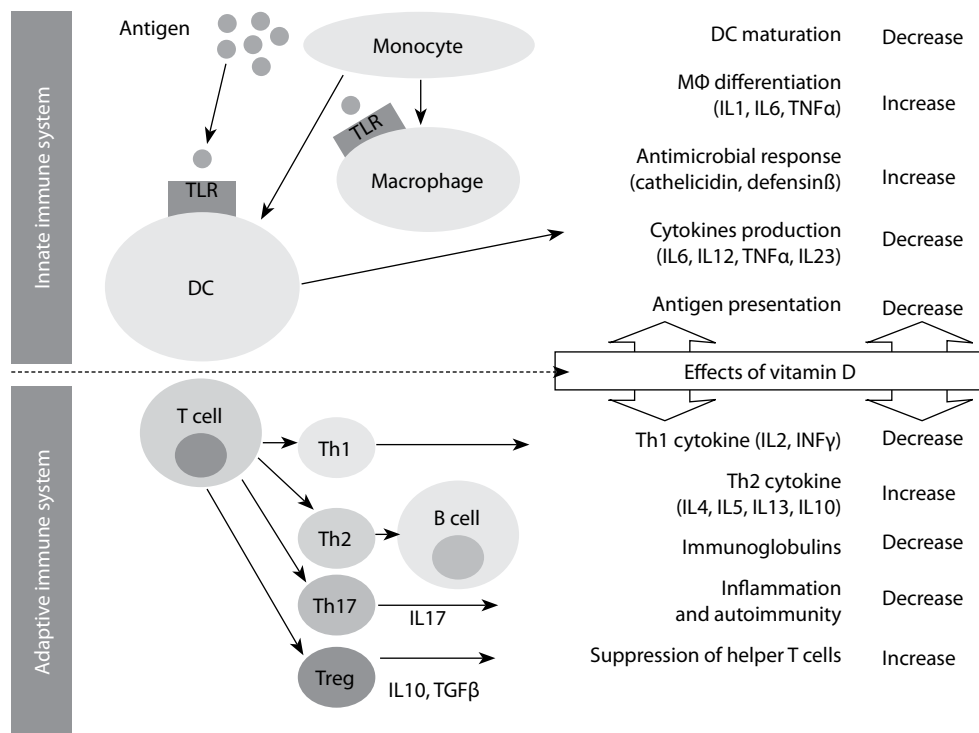 Innate immune system
Antigen
Monocyte
TLR
Macrophage
TLR
DC
DC maturation Decrease
MΦ differentiation
(IL1, IL6, TNFα) Increase
Antimicrobial response
(cathelicidin, defensinß) Increase
Cytokines production
(IL6, IL12, TNFα, IL23) Decrease
Antigen presentation Decrease
Effects of vitamin D
Adaptive immune system
T cell
Th1
Th2
B cell
Th17
IL17
Treg
IL10, TGFβ
Th1 cytokine (IL2, INFγ) Decrease
Th2 cytokine
(IL4, IL5, IL13, IL10) Increase
Immunoglobulins Decrease
Inflammation
and autoimmunity Decrease
Suppression of helper T cells Increase